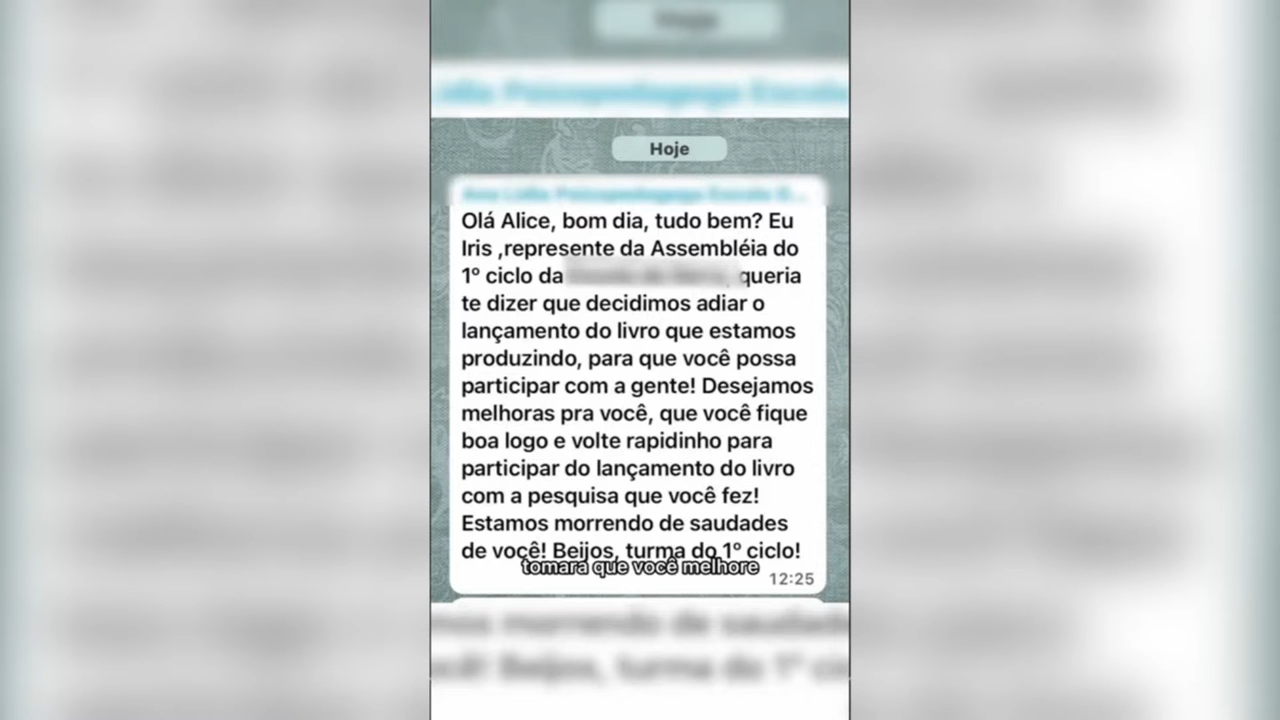 Hoje
Olá Alice, bom dia, tudo bem? Eu
Iris ,represente da Assembléia do
1º ciclo da queria
te dizer que decidimos adiar o
lançamento do livro que estamos
produzindo, para que você possa
participar com a gente! Desejamos
melhoras pra você, que você fique
boa logo e volte rapidinho para
participar do lançamento do livro
com a pesquisa que você fez!
Estamos morrendo de saudades
de você! Beijos, turma do 1º ciclo!
tomara que você melhore
12:25